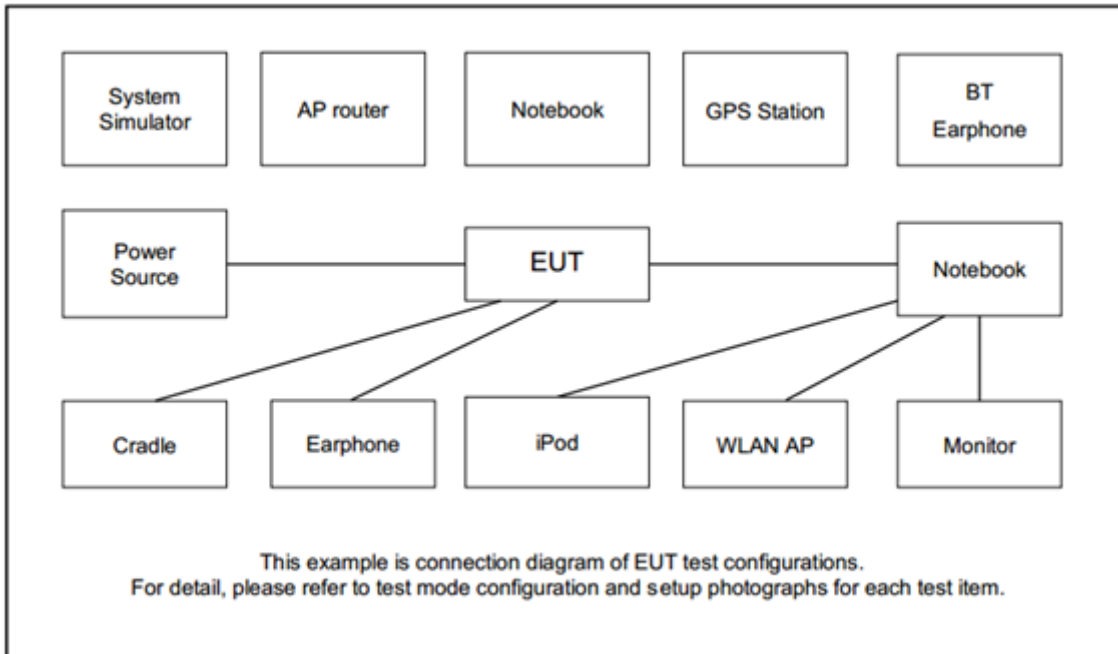 System
Simulator
AP router
Notebook
GPS Station
BT
Earphone
Power
Source
EUT
Notebook
Cradle
Earphone
iPod
WLAN AP
Monitor
This example is connection diagram of EUT test configurations.
For detail, please refer to test mode configuration and setup photographs for each test item.